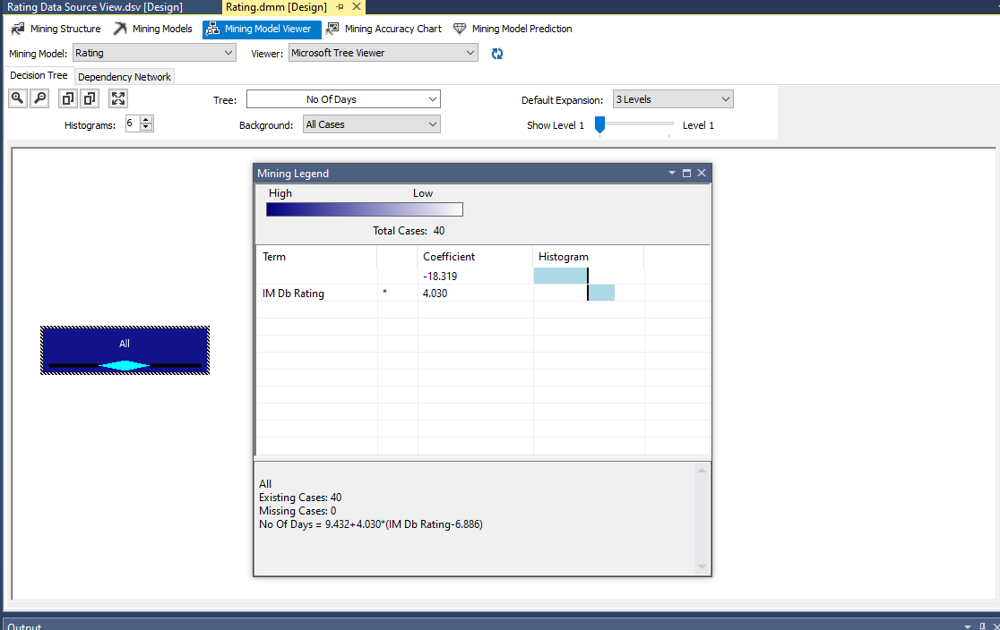 Rating Data Source View.dsv [Design]
Rating.dmm [Design]
Mining Structure
Mining Models
Mining Model Viewer
Mining Accuracy Chart
Mining Model Prediction
Mining Model: Rating
Viewer: Microsoft Tree Viewer
Decision Tree
Dependency Network
Tree: No Of Days
Default Expansion: 3 Levels
Histograms: 6
Background: All Cases
Show Level 1
Level 1
Mining Legend
High
Low
Total Cases: 40
Term
Coefficient
Histogram
-18.319
IM Db Rating
*
4.030
All
All
Existing Cases: 40
Missing Cases: 0
No Of Days = 9.432+4.030*(IM Db Rating-6.886)
Output